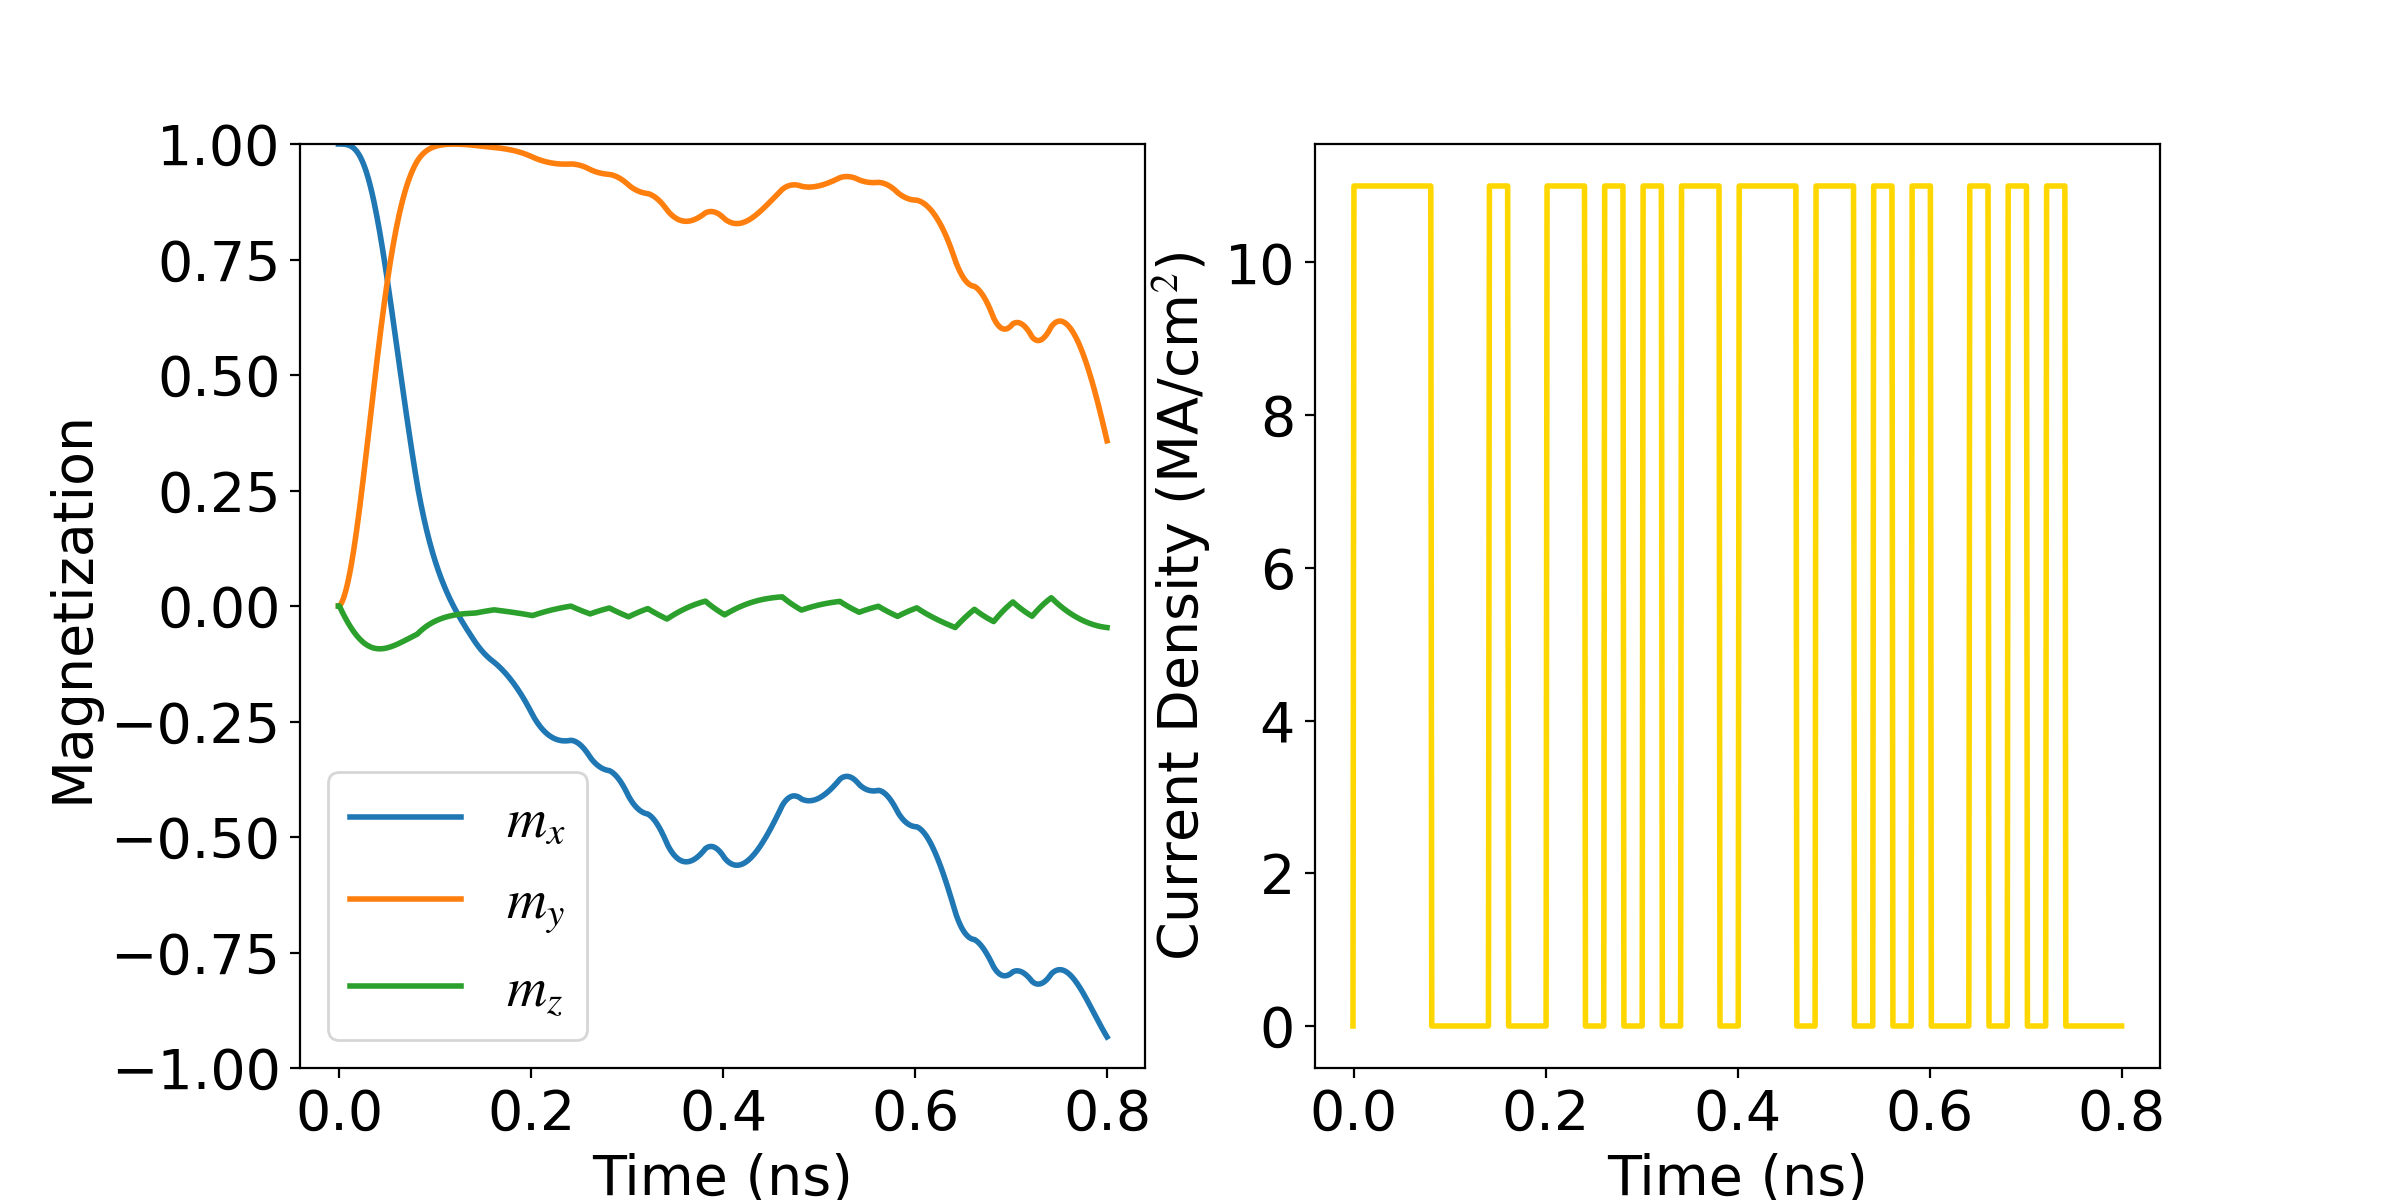 Magnetization
1.00
0.75
0.50
0.25
0.00
−0.25
−0.50
−0.75
−1.00
0.0 0.2 0.4 0.6 0.8
Time (ns)
m_x
m_y
m_z
Current Density (MA/cm²)
10
8
6
4
2
0
0.0 0.2 0.4 0.6 0.8
Time (ns)